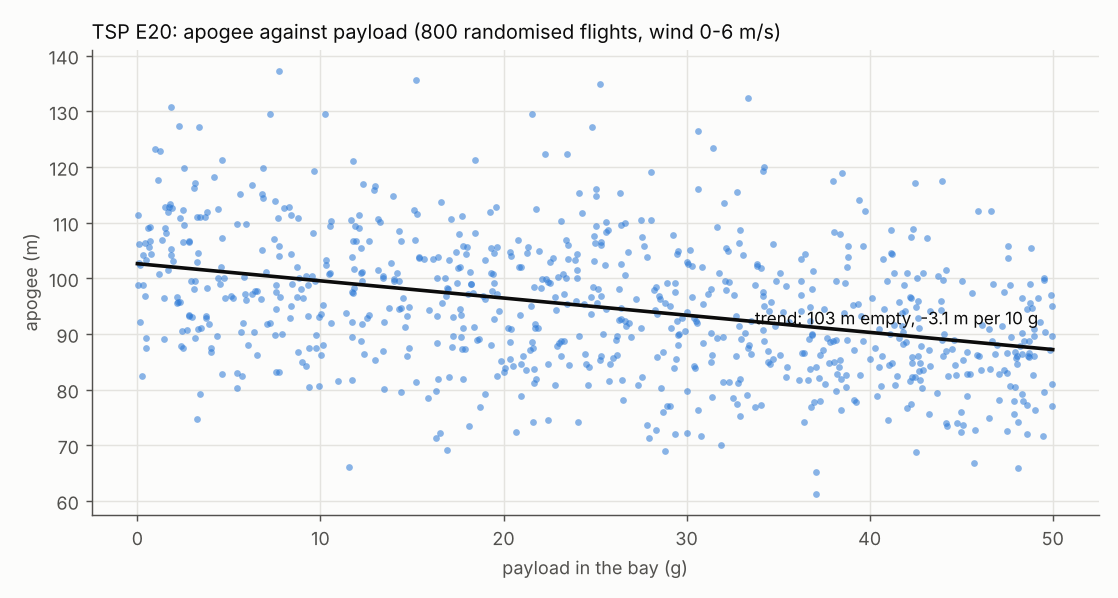 TSP E20: apogee against payload (800 randomised flights, wind 0-6 m/s)
140
130
120
110
100
90
80
70
60
apogee (m)
trend: 103 m empty, -3.1 m per 10 g
0 10 20 30 40 50
payload in the bay (g)